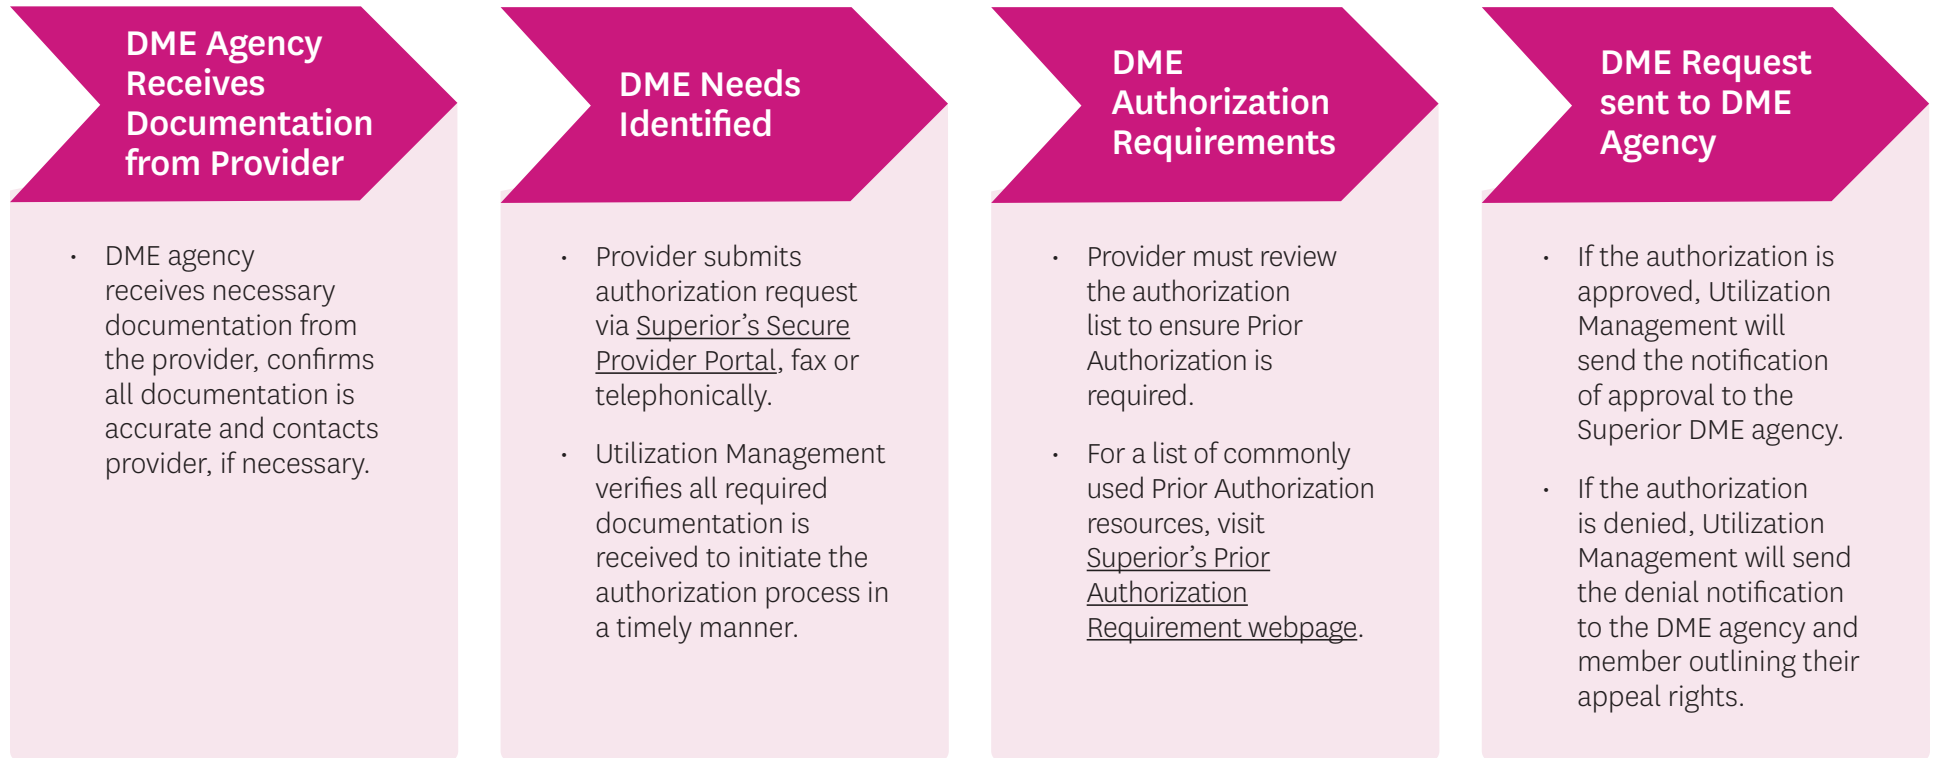 DME Agency
Receives
Documentation
from Provider
• DME agency
receives necessary
documentation from
the provider, confirms
all documentation is
accurate and contacts
provider, if necessary.
DME Needs
Identified
• Provider submits
authorization request
via Superior’s Secure
Provider Portal, fax or
telephonically.
• Utilization Management
verifies all required
documentation is
received to initiate the
authorization process in
a timely manner.
DME
Authorization
Requirements
• Provider must review
the authorization
list to ensure Prior
Authorization is
required.
• For a list of commonly
used Prior Authorization
resources, visit
Superior’s Prior
Authorization
Requirement webpage.
DME Request
sent to DME
Agency
• If the authorization is
approved, Utilization
Management will
send the notification
of approval to the
Superior DME agency.
• If the authorization
is denied, Utilization
Management will send
the denial notification
to the DME agency and
member outlining their
appeal rights.